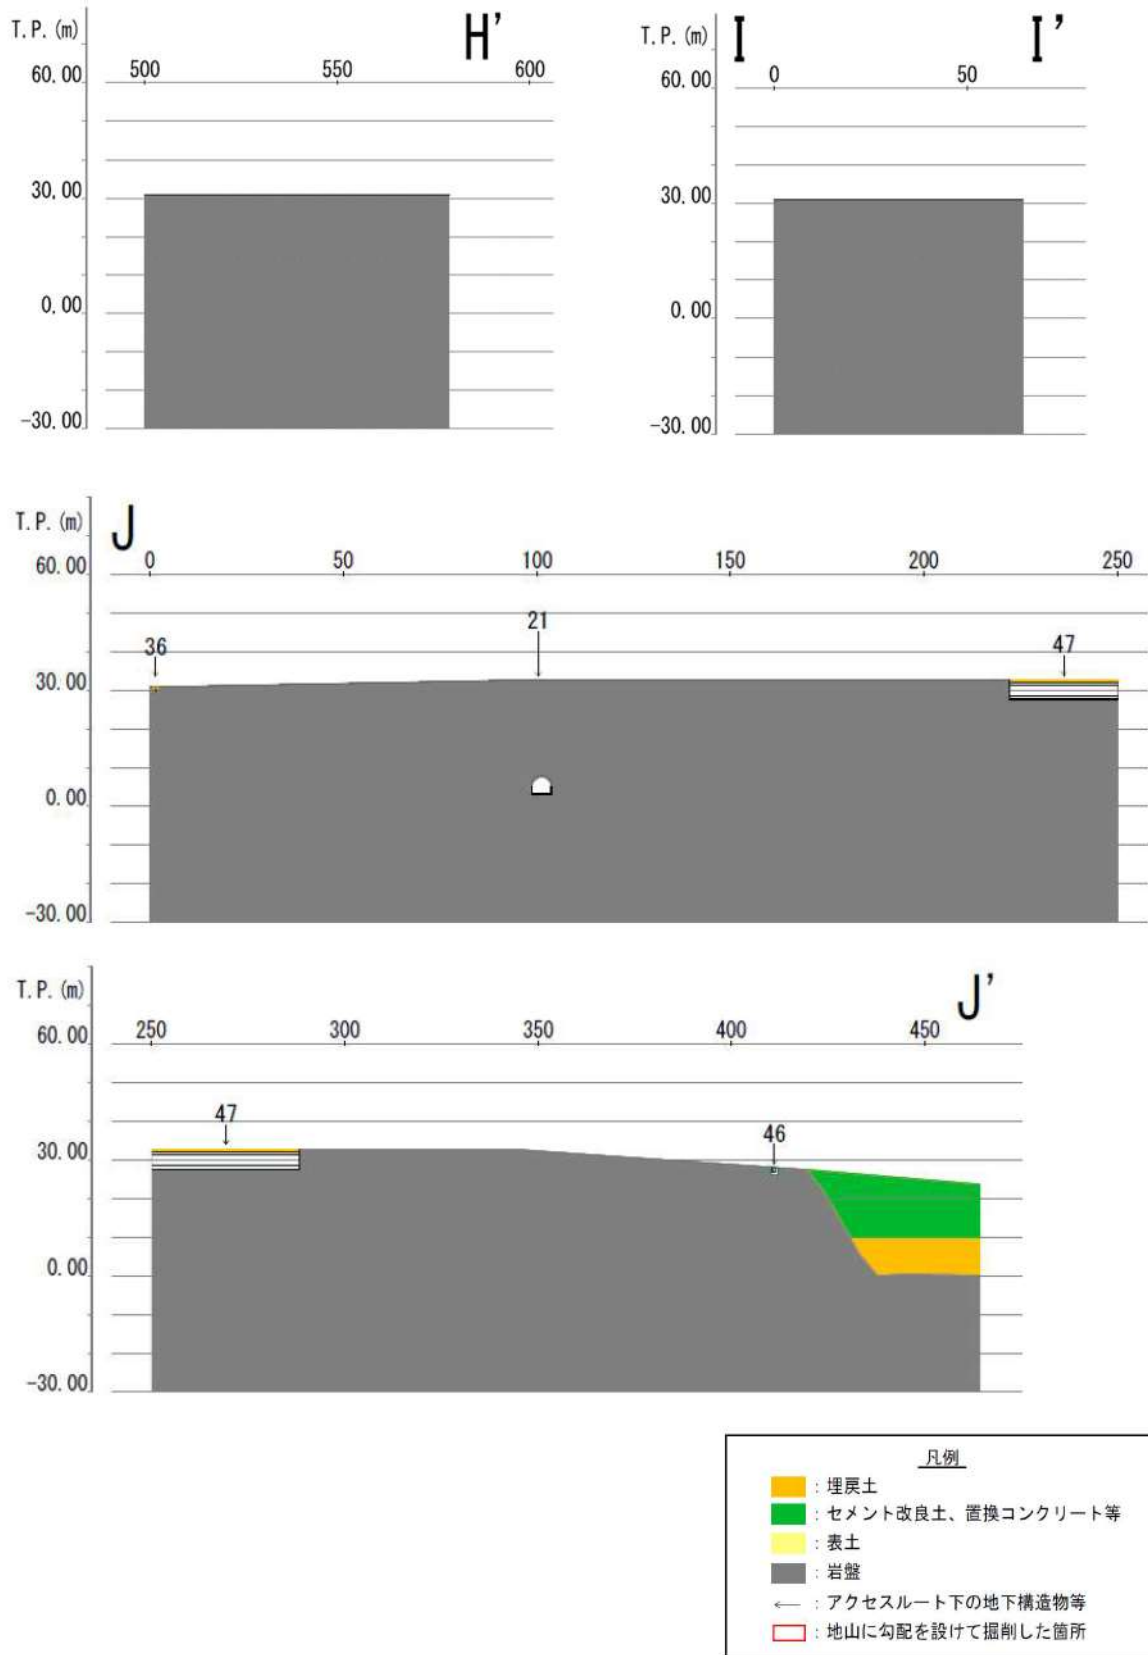 T.P.(m) H'
500 550 600
60.00
30.00
0.00
-30.00
T.P.(m) I I'
0 50
60.00
30.00
0.00
-30.00
T.P.(m) J
0 50 100 150 200 250
60.00
21
36 47
30.00
0.00
-30.00
T.P.(m) J'
250 300 350 400 450
60.00
47
46
30.00
0.00
-30.00
凡例
：埋戻土
：セメント改良土、置換コンクリート等
：表土
：岩盤
←：アクセスルート下の地下構造物等
：地山に勾配を設けて掘削した箇所